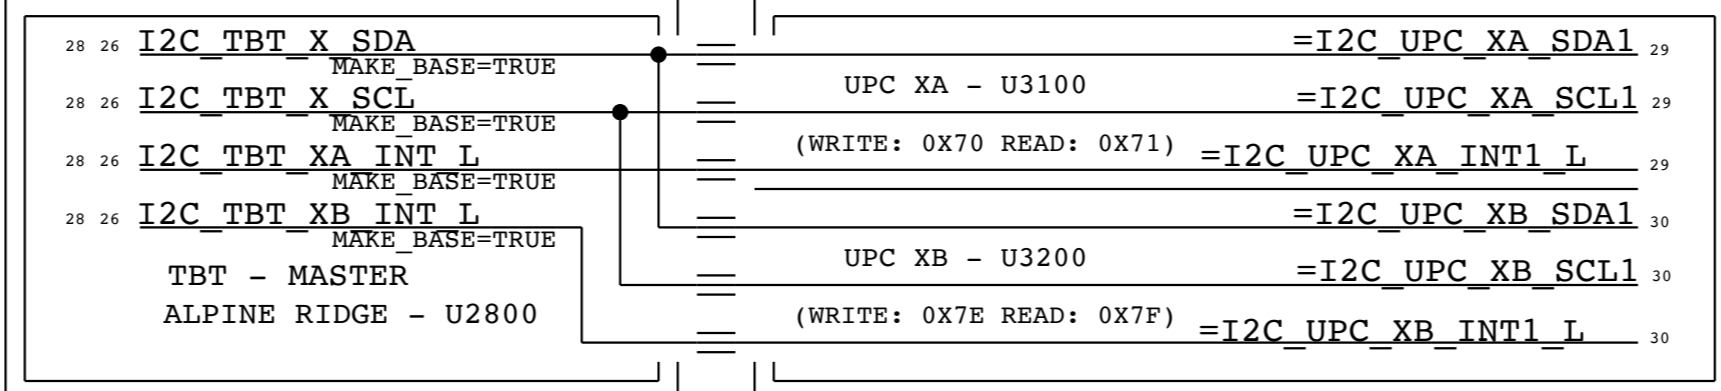 28 26 I2C_TBT_X_SDA =I2C_UPC_XA_SDA1 29
MAKE_BASE=TRUE
UPC XA - U3100
28 26 I2C_TBT_X_SCL =I2C_UPC_XA_SCL1 29
MAKE_BASE=TRUE
(WRITE: 0X70 READ: 0X71)
28 26 I2C_TBT_XA_INT_L =I2C_UPC_XA_INT1_L 29
MAKE_BASE=TRUE
28 26 I2C_TBT_XB_INT_L =I2C_UPC_XB_SDA1 30
MAKE_BASE=TRUE
UPC XB - U3200
TBT - MASTER =I2C_UPC_XB_SCL1 30
ALPINE RIDGE - U2800 (WRITE: 0X7E READ: 0X7F)
=I2C_UPC_XB_INT1_L 30